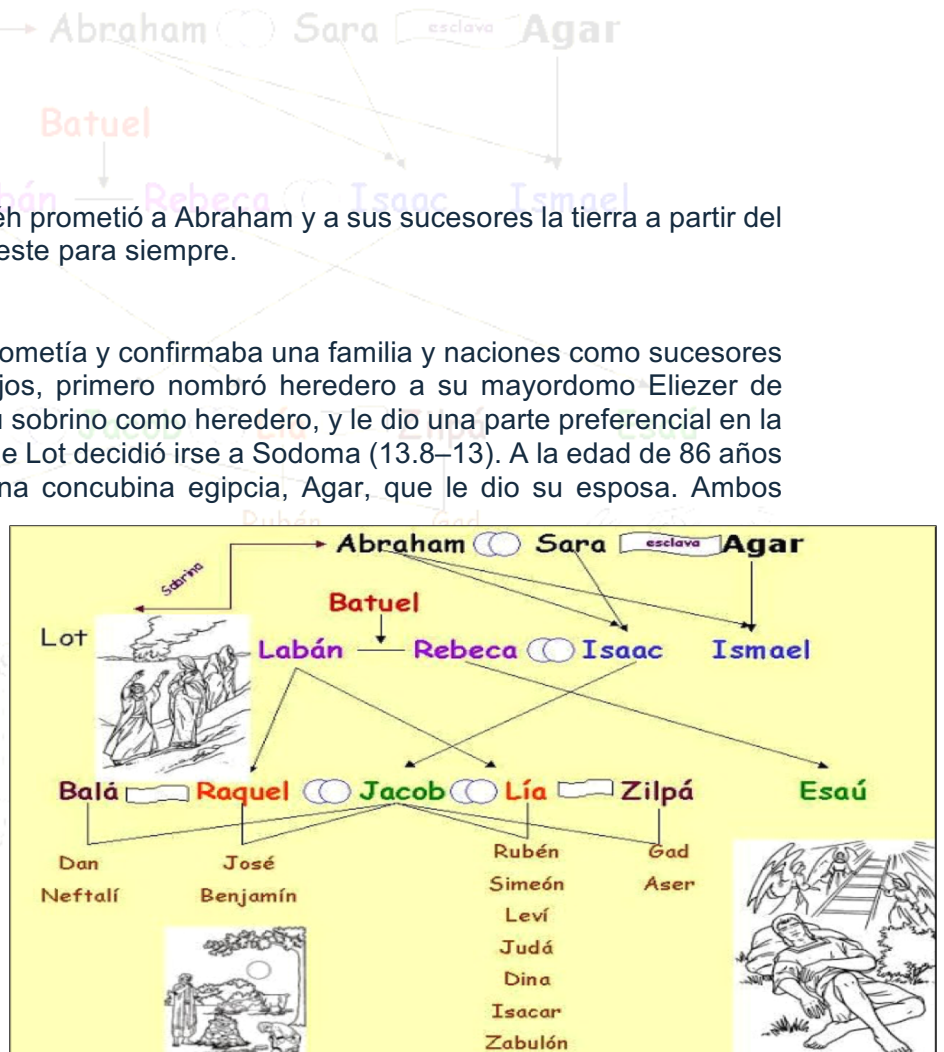 Abraham Sara esclava Agar
Batuel
Rebeca Isaac Ismael
éh prometió a Abraham y a sus sucesores la tierra a partir del
este para siempre.
ometía y confirmaba una familia y naciones como sucesores
jos, primero nombró heredero a su mayordomo Eliezer de
sobrino como heredero, y le dio una parte preferencial en la
e Lot decidió irse a Sodoma (13.8–13). A la edad de 86 años
na concubina egipcia, Agar, que le dio su esposa. Ambos
Rubén Gad
Abraham Sara esclava Agar
Sobrino
Batuel
Lot
Labán Rebeca Isaac Ismael
Balá Raquel Jacob Lía Zilpá Esaú
Dan José Rubén Gad
Neftalí Benjamín Simeón Aser
Leví
Judá
Dina
Isacar
Zabulón